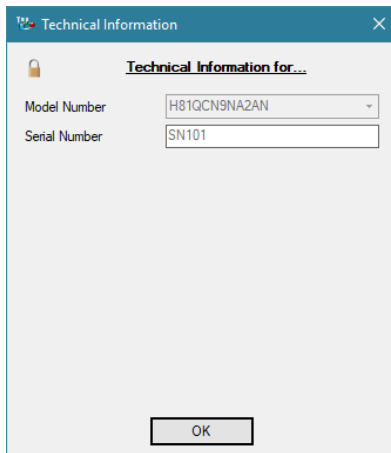 Technical Information
Technical Information for...
Model Number H81QCN9NA2AN
Serial Number SN101
OK